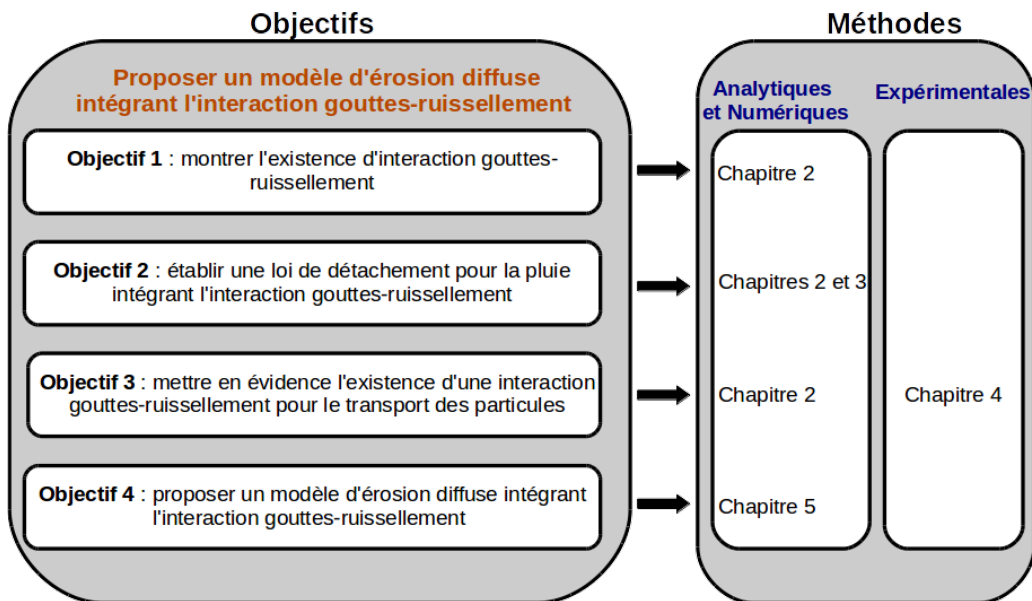 Objectifs
Méthodes
Proposer un modèle d'érosion diffuse
intégrant l'interaction gouttes-ruissellement
Analytiques
et Numériques
Expérimentales
Objectif 1 : montrer l'existence d'interaction gouttes-
ruissellement
Chapitre 2
Objectif 2 : établir une loi de détachement pour la pluie
intégrant l'interaction gouttes-ruissellement
Chapitres 2 et 3
Objectif 3 : mettre en évidence l'existence d'une interaction
gouttes-ruissellement pour le transport des particules
Chapitre 2
Chapitre 4
Objectif 4 : proposer un modèle d'érosion diffuse intégrant
l'interaction gouttes-ruissellement
Chapitre 5